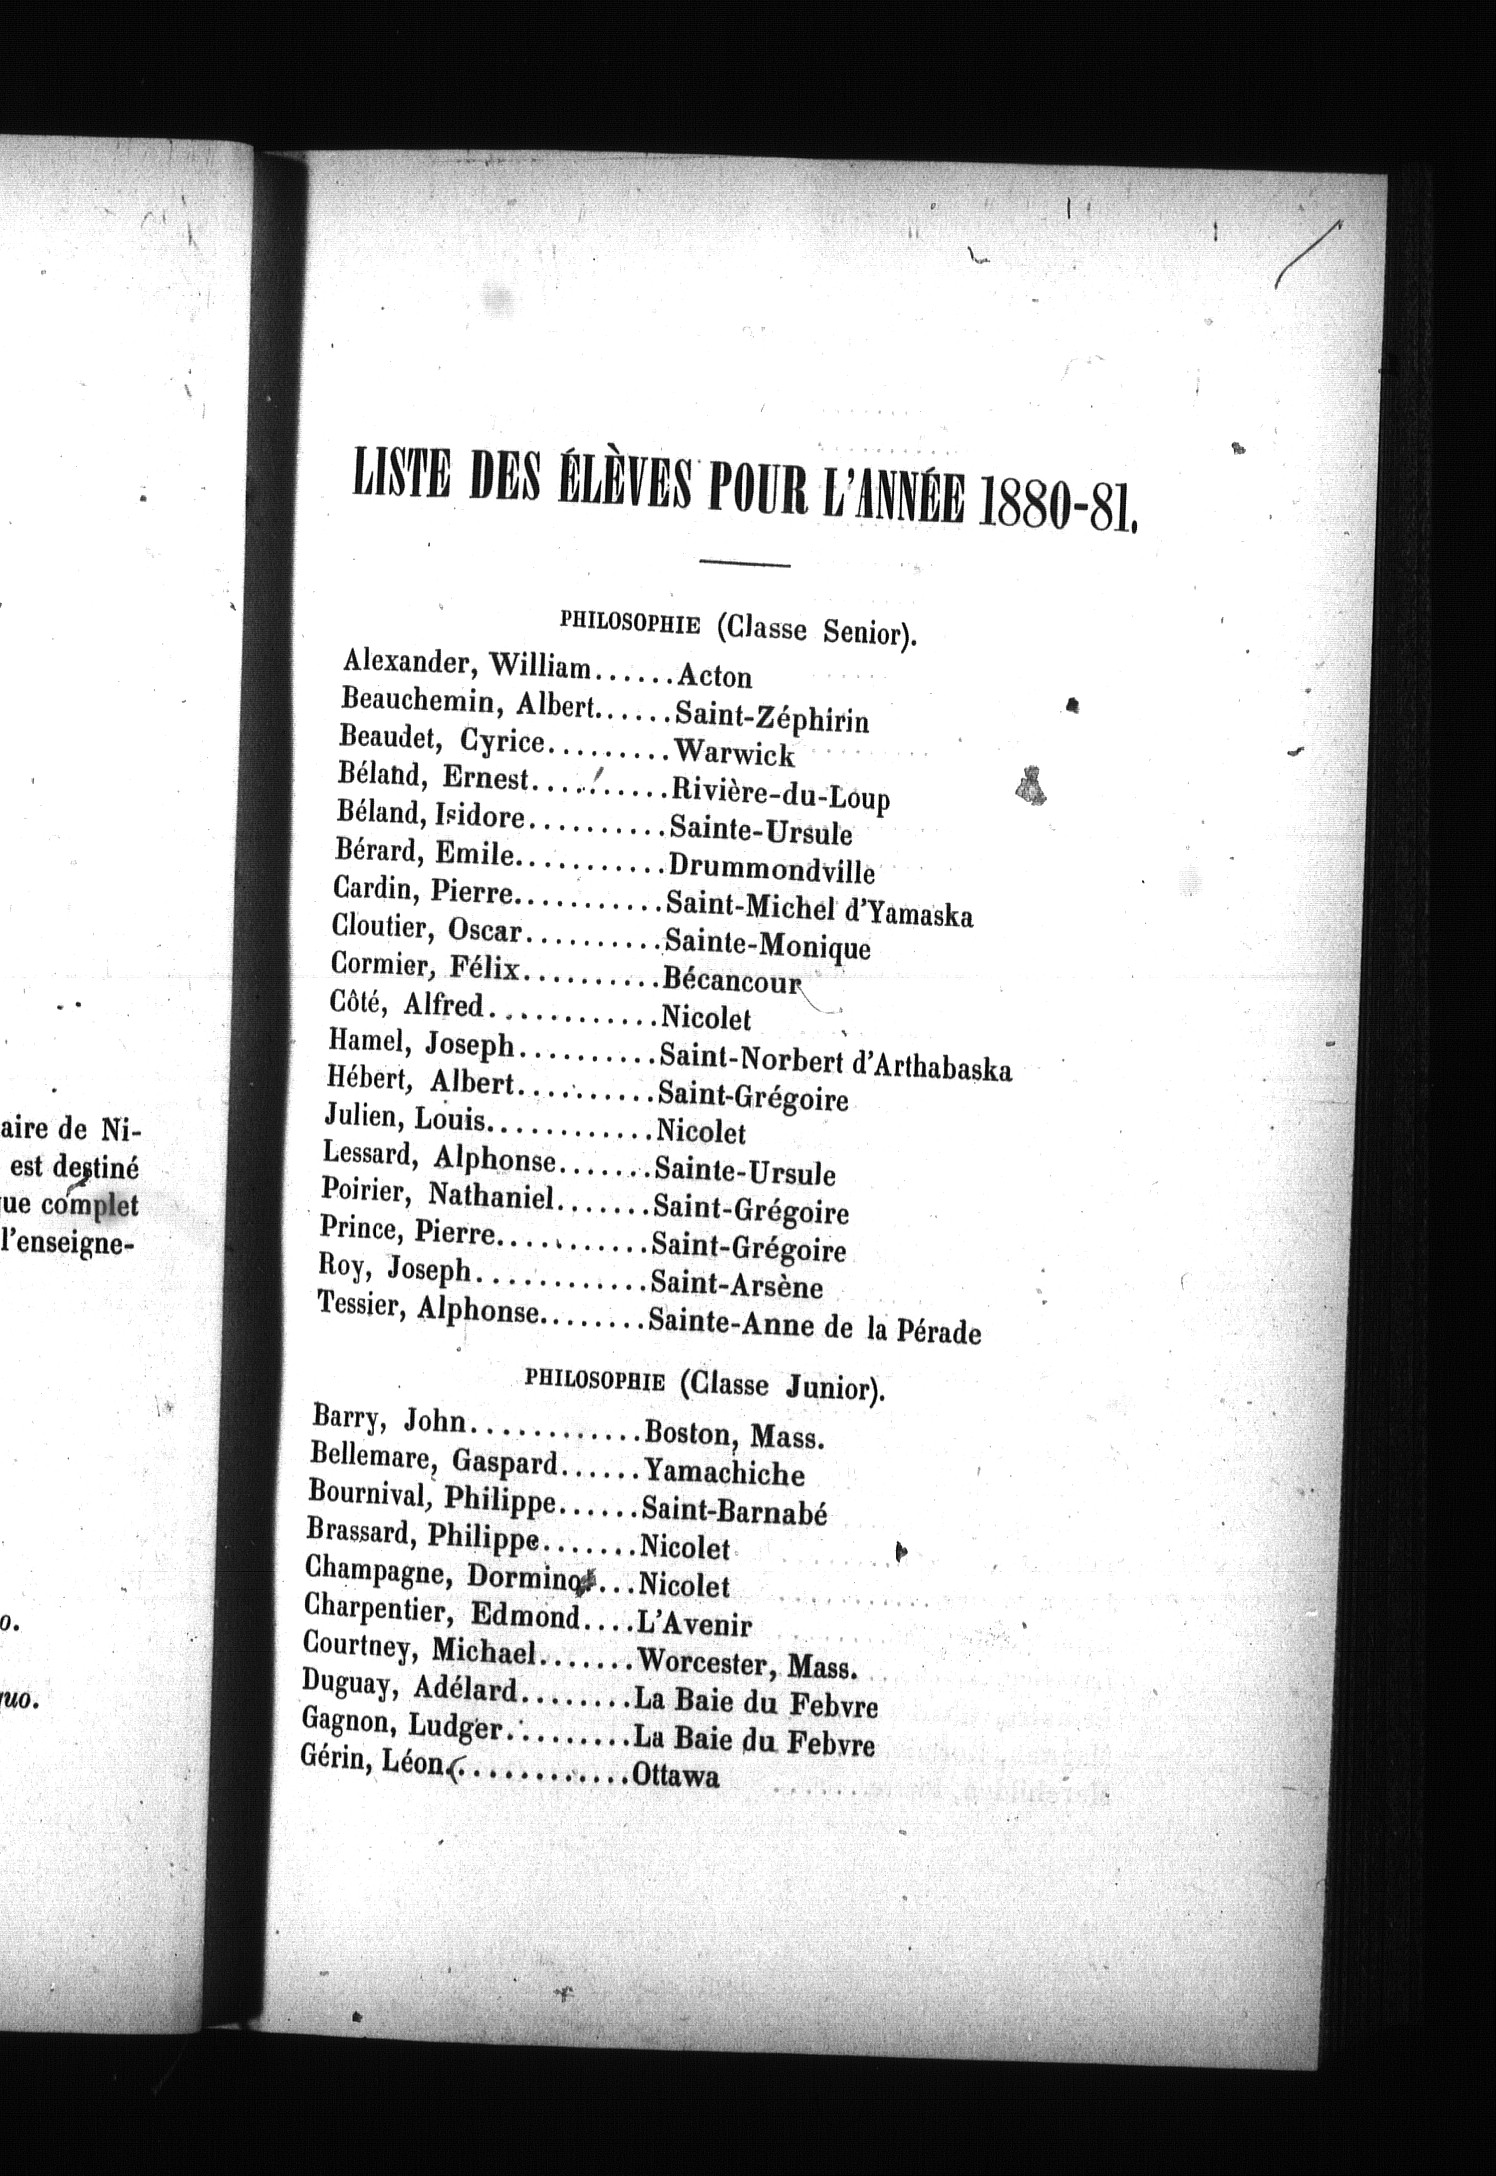 aire de Ni-
est destiné
ue complet
l'enseigne-
o.
quo.
LISTE DES ÉLÈVES POUR L'ANNÉE 1880-81.
PHILOSOPHIE (Classe Senior).
Alexander, William......Acton
Beauchemin, Albert......Saint-Zéphirin
Beaudet, Cyrice.........Warwick
Béland, Ernest..........Rivière-du-Loup
Béland, Isidore..........Sainte-Ursule
Bérard, Emile...........Drummondville
Cardin, Pierre...........Saint-Michel d'Yamaska
Cloutier, Oscar..........Sainte-Monique
Cormier, Félix..........Bécancour
Côté, Alfred............Nicolet
Hamel, Joseph..........Saint-Norbert d'Arthabaska
Hébert, Albert..........Saint-Grégoire
Julien, Louis............Nicolet
Lessard, Alphonse.......Sainte-Ursule
Poirier, Nathaniel.......Saint-Grégoire
Prince, Pierre...........Saint-Grégoire
Roy, Joseph............Saint-Arsène
Tessier, Alphonse........Sainte-Anne de la Pérade
PHILOSOPHIE (Classe Junior).
Barry, John............Boston, Mass.
Bellemare, Gaspard......Yamachiche
Bournival, Philippe......Saint-Barnabé
Brassard, Philippe.......Nicolet
Champagne, Dormino....Nicolet
Charpentier, Edmond....L'Avenir
Courtney, Michael.......Worcester, Mass.
Duguay, Adélard........La Baie du Febvre
Gagnon, Ludger.........La Baie du Febvre
Gérin, Léon............Ottawa